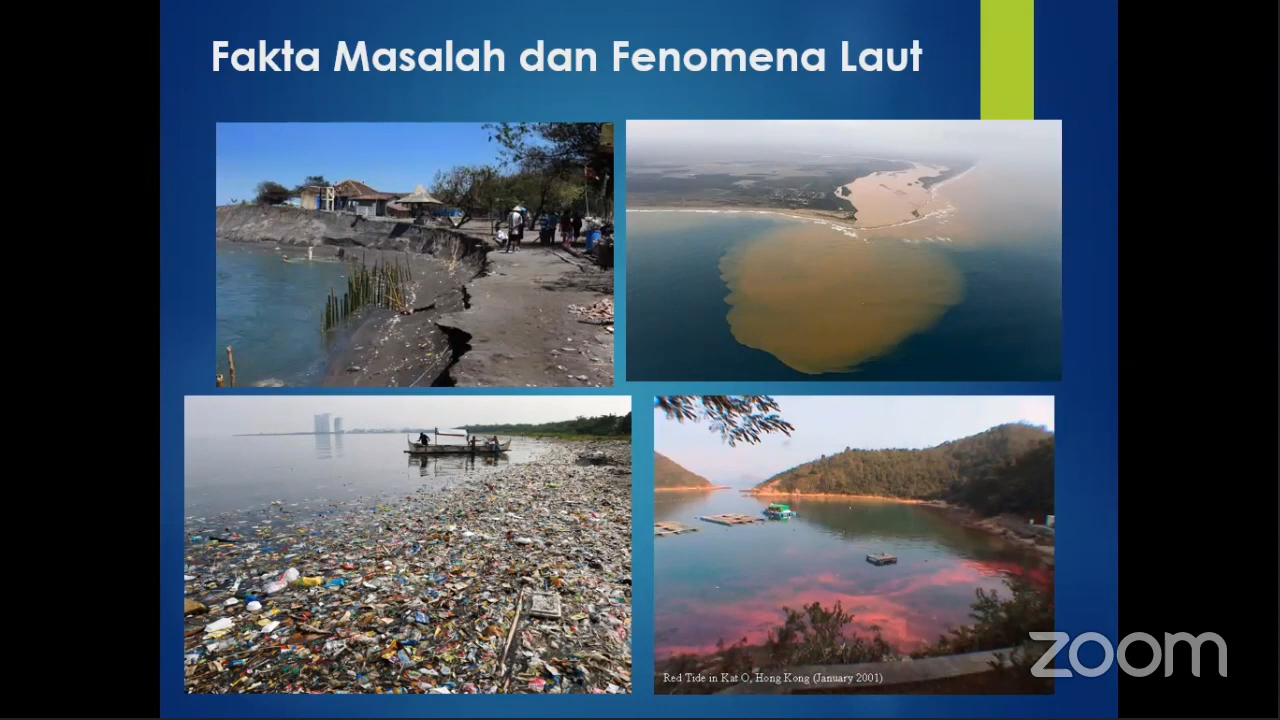 Fakta Masalah dan Fenomena Laut
Red Tide in Kat O, Hong Kong (January 2001)
zoom